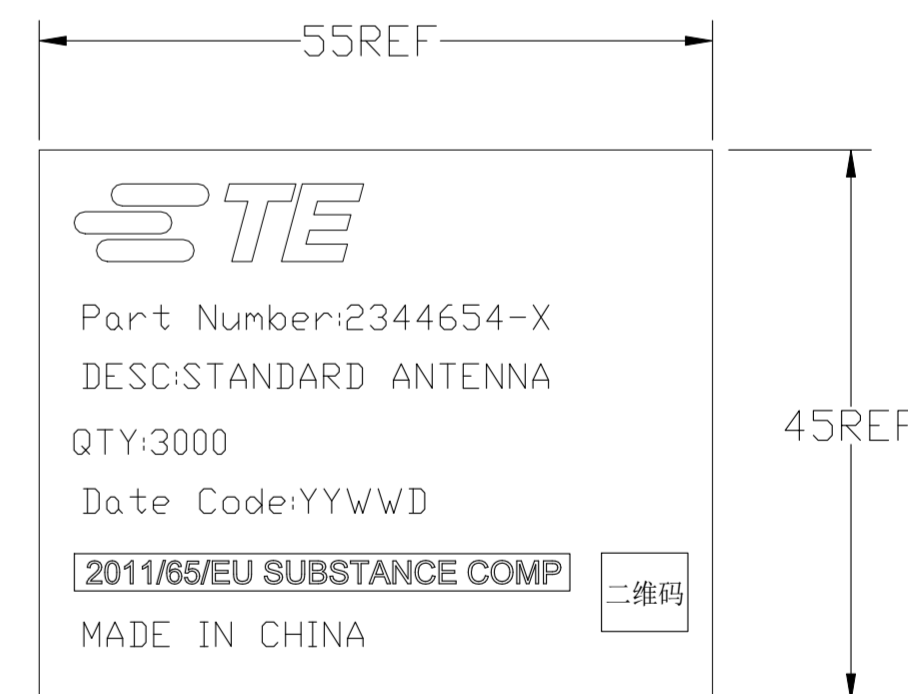 55REF
TE
Part Number:2344654-X
DESC:STANDARD ANTENNA
45REF
QTY:3000
Date Code:YYWWD
2011/65/EU SUBSTANCE COMP
二维码
MADE IN CHINA